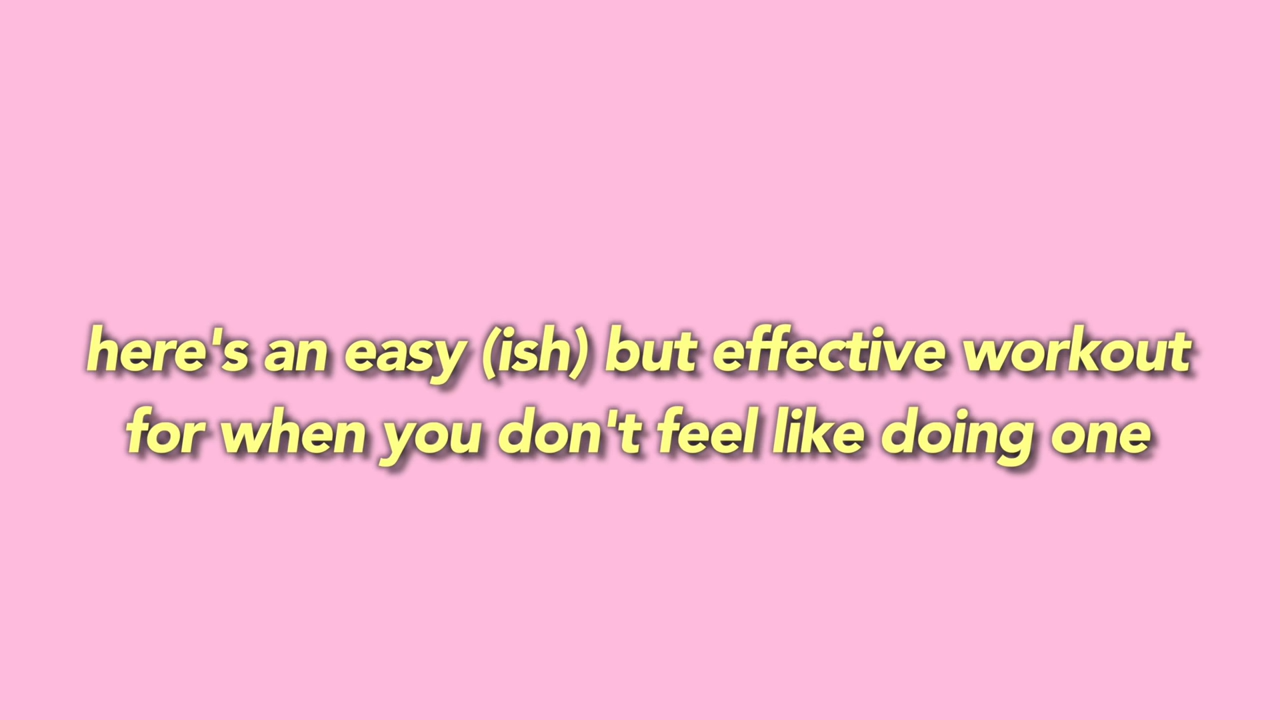 here's an easy (ish) but effective workout
for when you don't feel like doing one